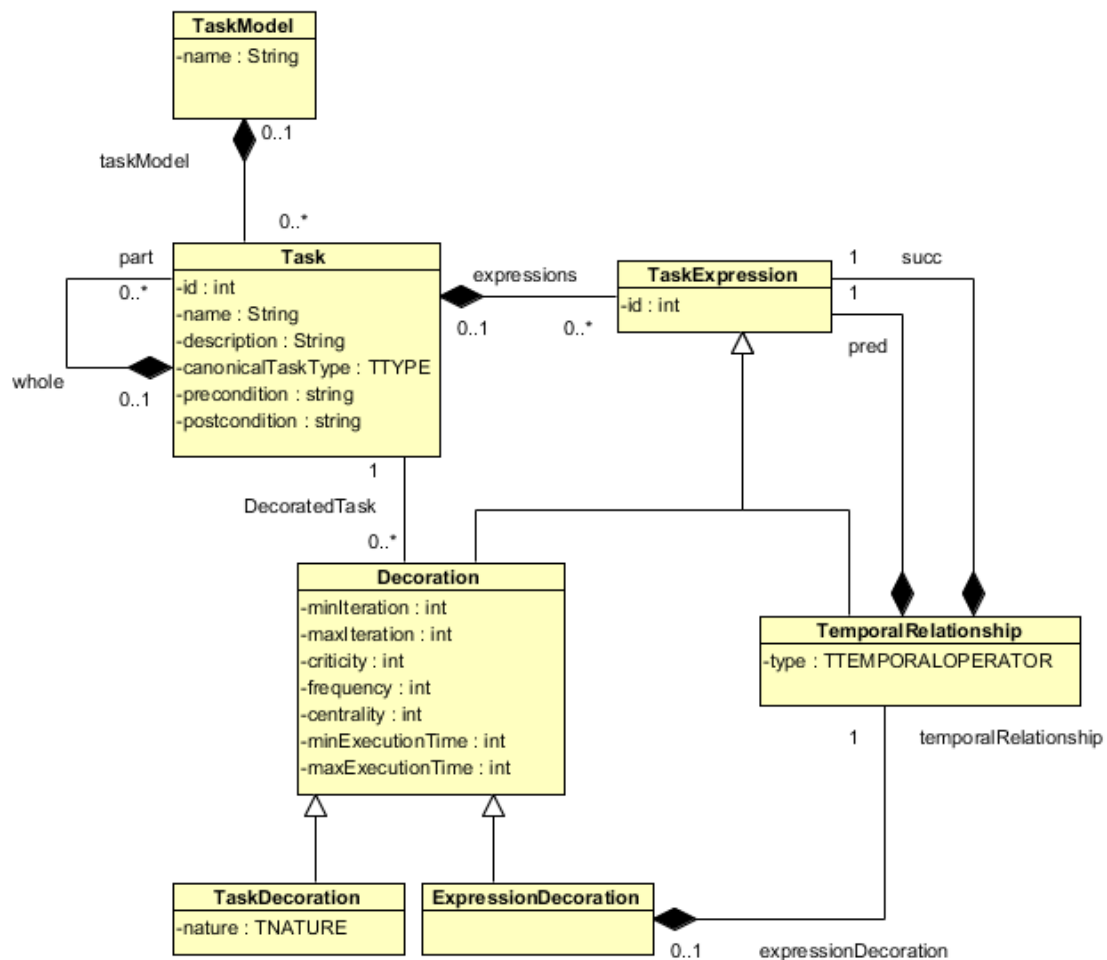 TaskModel
-name : String
0..1
taskModel
0..*
part
0..*
whole
0..1
Task
-id : int
-name : String
-description : String
-canonicalTaskType : TTYPE
-precondition : string
-postcondition : string
expressions
0..1
0..*
TaskExpression
-id : int
1
succ
1
pred
1
DecoratedTask
0..*
Decoration
-minIteration : int
-maxIteration : int
-criticity : int
-frequency : int
-centrality : int
-minExecutionTime : int
-maxExecutionTime : int
TemporalRelationship
-type : TTEMPORALOPERATOR
1
temporalRelationship
TaskDecoration
-nature : TNATURE
ExpressionDecoration
0..1
expressionDecoration